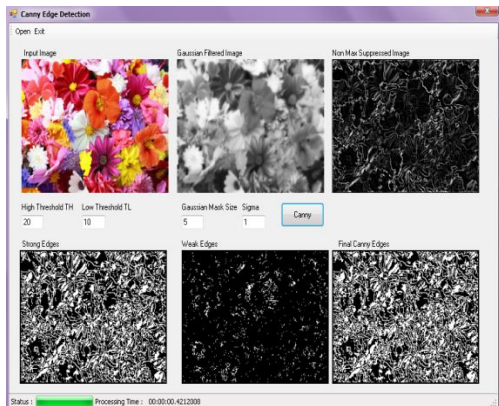 Canny Edge Detection
Open Exit
Input Image Gaussian Filtered Image Non Max Suppressed Image
High Threshold TH Low Threshold TL Gaussian Mask Size Sigma
20 10 5 1 Canny
Strong Edges Weak Edges Final Canny Edges
Status : Processing Time : 00:00:00.4212008